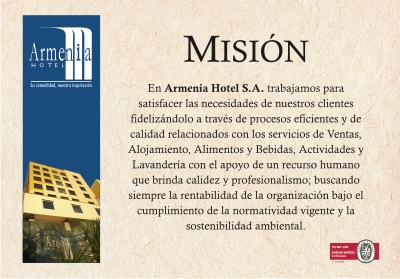 Armenia
HOTEL
Su comodidad, nuestra inspiración
MISIÓN
En Armenia Hotel S.A. trabajamos para
satisfacer las necesidades de nuestros clientes
fidelizándolo a través de procesos eficientes y de
calidad relacionados con los servicios de Ventas,
Alojamiento, Alimentos y Bebidas, Actividades y
Lavandería con el apoyo de un recurso humano
que brinda calidez y profesionalismo; buscando
siempre la rentabilidad de la organización bajo el
cumplimiento de la normatividad vigente y la
sostenibilidad ambiental.